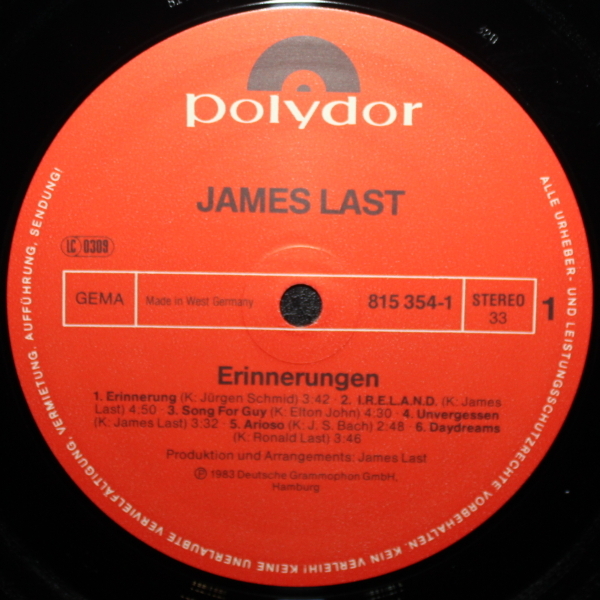 polydor
JAMES LAST
LC 0309
GEMA
Made in West Germany
815 354-1
STEREO
33
1
Erinnerungen
1. Erinnerung (K: Jürgen Schmid) 3:42 · 2. I.R.E.L.A.N.D. (K: James
Last) 4:50 · 3. Song For Guy (K: Elton John) 4:30 · 4. Unvergessen
(K: James Last) 3:32 · 5. Arioso (K: J. S. Bach) 2:48 · 6. Daydreams
(K: Ronald Last) 3:46
Produktion und Arrangements: James Last
Ⓟ 1983 Deutsche Grammophon GmbH,
Hamburg
ALLE URHEBER- UND LEISTUNGSSCHUTZRECHTE VORBEHALTEN. KEIN VERLEIH! KEINE UNERLAUBTE VERVIELFÄLTIGUNG, VERMIETUNG, AUFFÜHRUNG, SENDUNG!